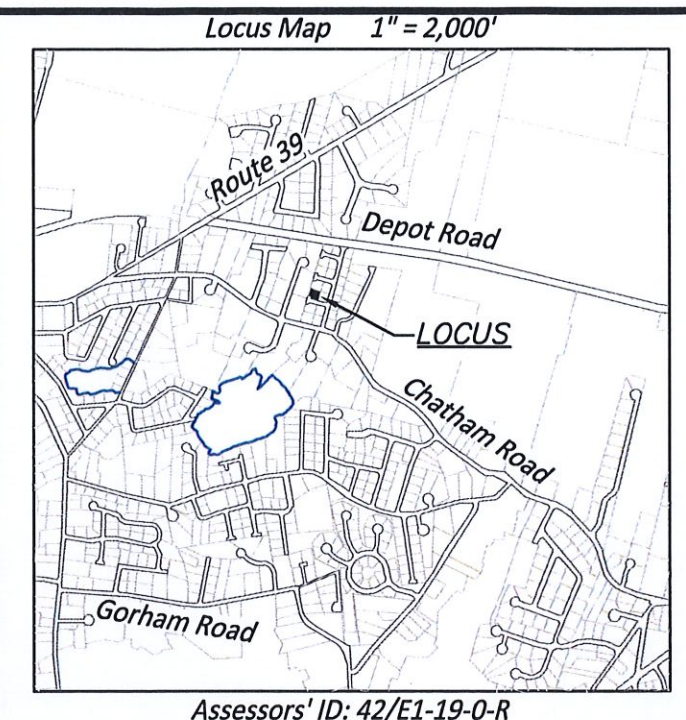 Locus Map 1" = 2,000'
Route 39
Depot Road
LOCUS
Chatham Road
Gorham Road
Assessors' ID: 42/E1-19-0-R